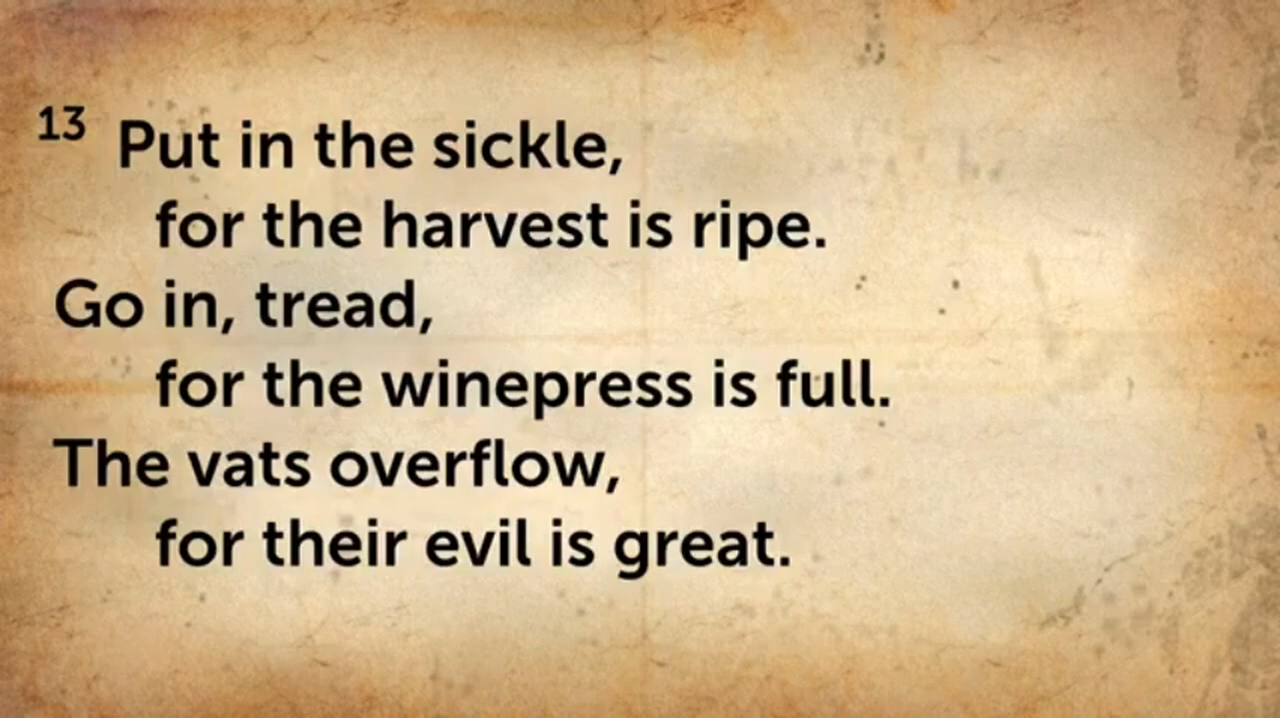 13 Put in the sickle,
for the harvest is ripe.
Go in, tread,
for the winepress is full.
The vats overflow,
for their evil is great.